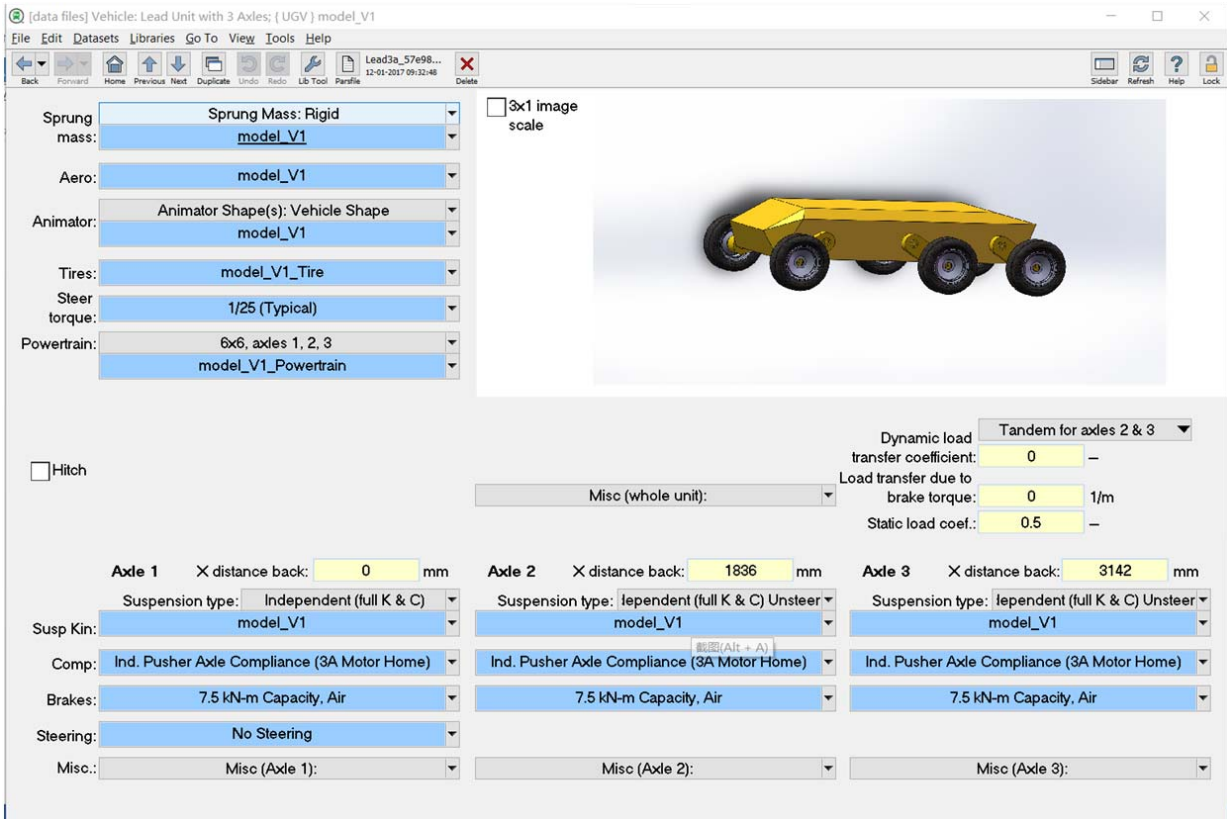 [data files] Vehicle: Lead Unit with 3 Axles; { UGV } model_V1
File Edit Datasets Libraries Go To View Tools Help
Back Forward Home Previous Next Duplicate Undo Redo Lib Tool Parsfile Lead3a_57e98... Delete Sidebar Refresh Help Lock
12-01-2017 09:32:48
Sprung mass: Sprung Mass: Rigid
model_V1
3x1 image scale
Aero: model_V1
Animator: Animator Shape(s): Vehicle Shape
model_V1
Tires: model_V1_Tire
Steer torque: 1/25 (Typical)
Powertrain: 6x6, axles 1, 2, 3
model_V1_Powertrain
Tandem for axles 2 & 3
Dynamic load transfer coefficient: 0 –
Hitch
Misc (whole unit):
Load transfer due to brake torque: 0 1/m
Static load coef.: 0.5 –
Axle 1 X distance back: 0 mm Axle 2 X distance back: 1836 mm Axle 3 X distance back: 3142 mm
Suspension type: Independent (full K & C) Suspension type: lependent (full K & C) Unsteer Suspension type: lependent (full K & C) Unsteer
Susp Kin: model_V1 model_V1 model_V1
截图(Alt + A)
Comp: Ind. Pusher Axle Compliance (3A Motor Home) Ind. Pusher Axle Compliance (3A Motor Home) Ind. Pusher Axle Compliance (3A Motor Home)
Brakes: 7.5 kN-m Capacity, Air 7.5 kN-m Capacity, Air 7.5 kN-m Capacity, Air
Steering: No Steering
Misc.: Misc (Axle 1): Misc (Axle 2): Misc (Axle 3):